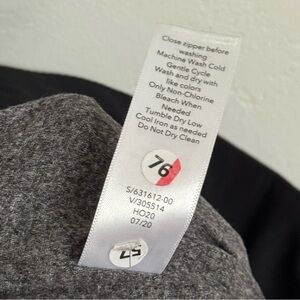 Close zipper before
washing
Machine Wash Cold
Gentle Cycle
Wash and dry with
like colors
Only Non-Chlorine
Bleach When
Needed
Tumble Dry Low
Cool Iron as needed
Do Not Dry Clean
76
S/631612-00
V/305514
HO20
07/20
57